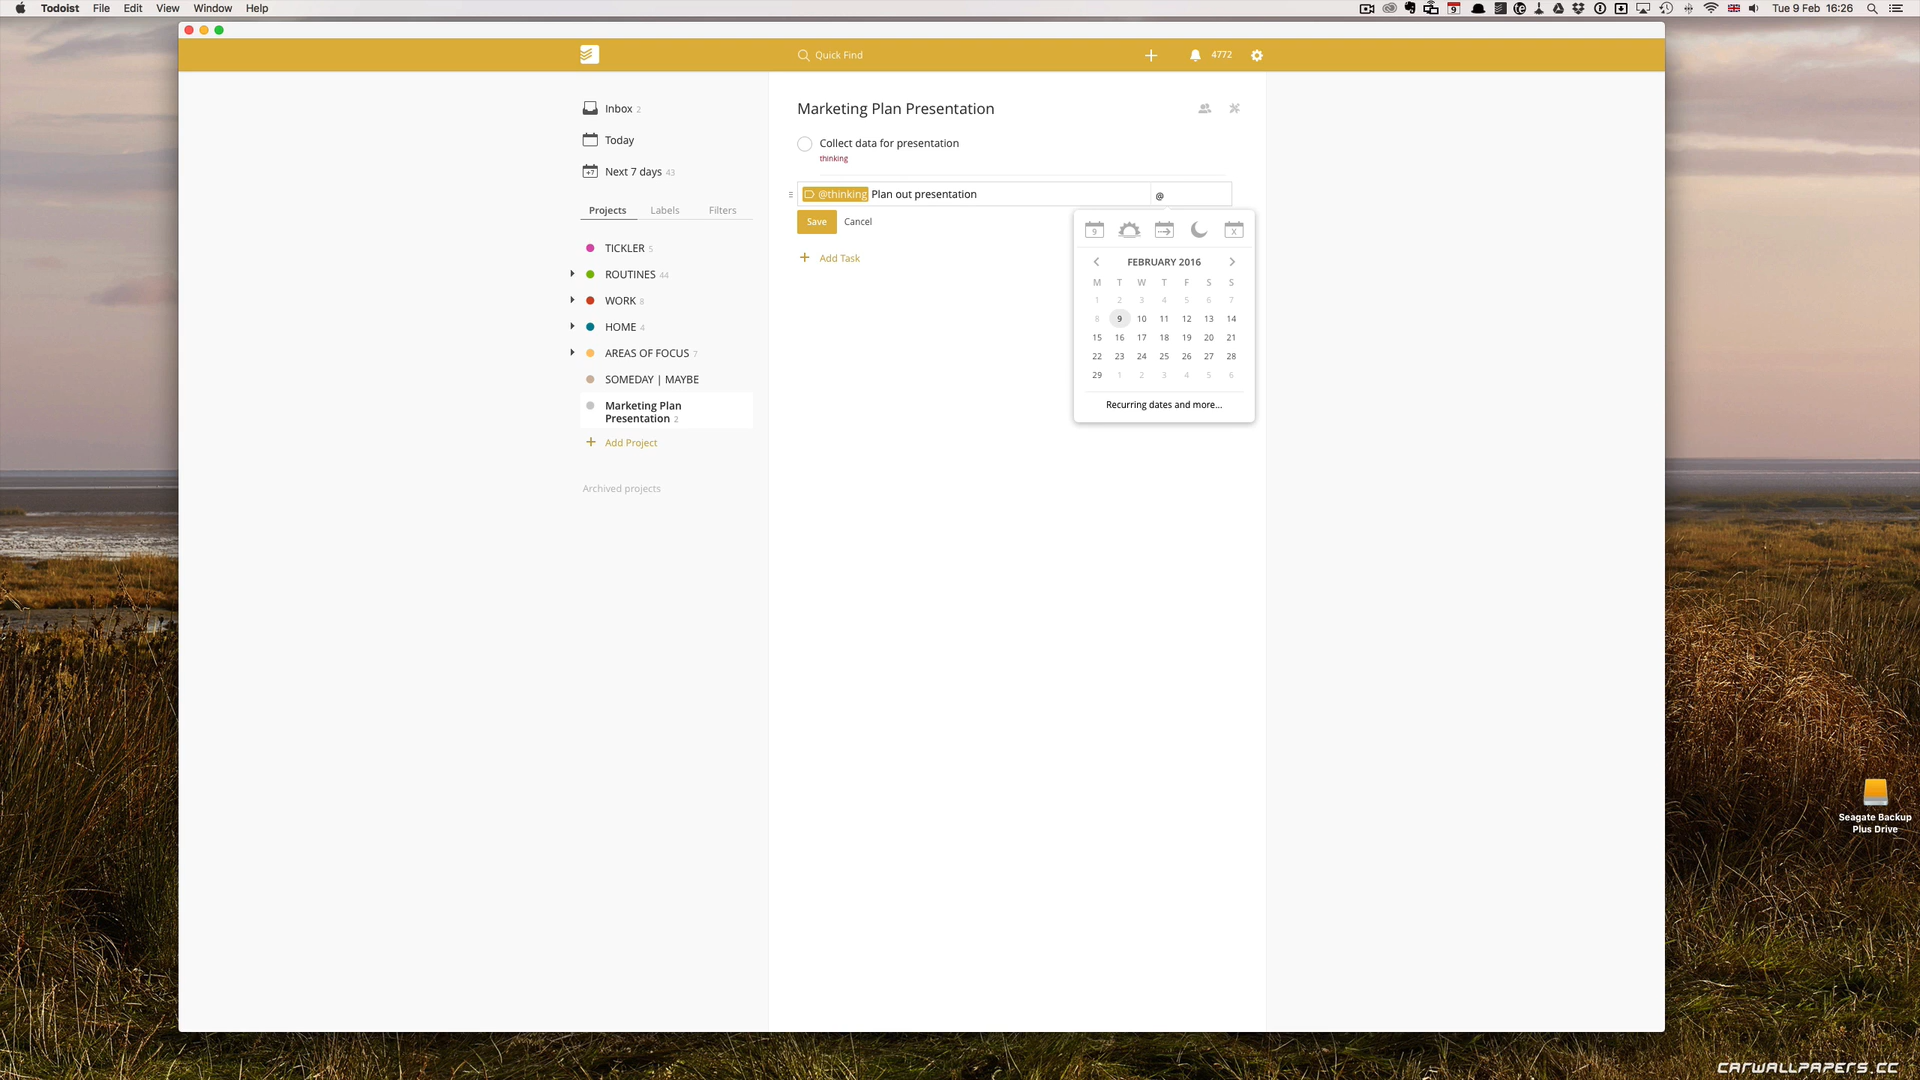 Todoist File Edit View Window Help
9
Tue 9 Feb 16:26
Quick Find
4772
Inbox 2
Today
+7 Next 7 days 43
Projects Labels Filters
TICKLER 5
ROUTINES 44
WORK 8
HOME 4
AREAS OF FOCUS 7
SOMEDAY | MAYBE
Marketing Plan
Presentation 2
+ Add Project
Archived projects
Marketing Plan Presentation
Collect data for presentation
thinking
@thinking Plan out presentation
@
Save Cancel
+ Add Task
9
X
FEBRUARY 2016
M T W T F S S
1 2 3 4 5 6 7
8 9 10 11 12 13 14
15 16 17 18 19 20 21
22 23 24 25 26 27 28
29 1 2 3 4 5 6
Recurring dates and more...
Seagate Backup
Plus Drive
CARWALLPAPERS.CC